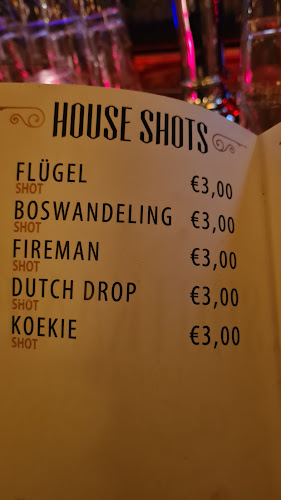 HOUSE SHOTS
FLÜGEL €3,00
SHOT
BOSWANDELING €3,00
SHOT
FIREMAN €3,00
SHOT
DUTCH DROP €3,00
SHOT
KOEKIE €3,00
SHOT